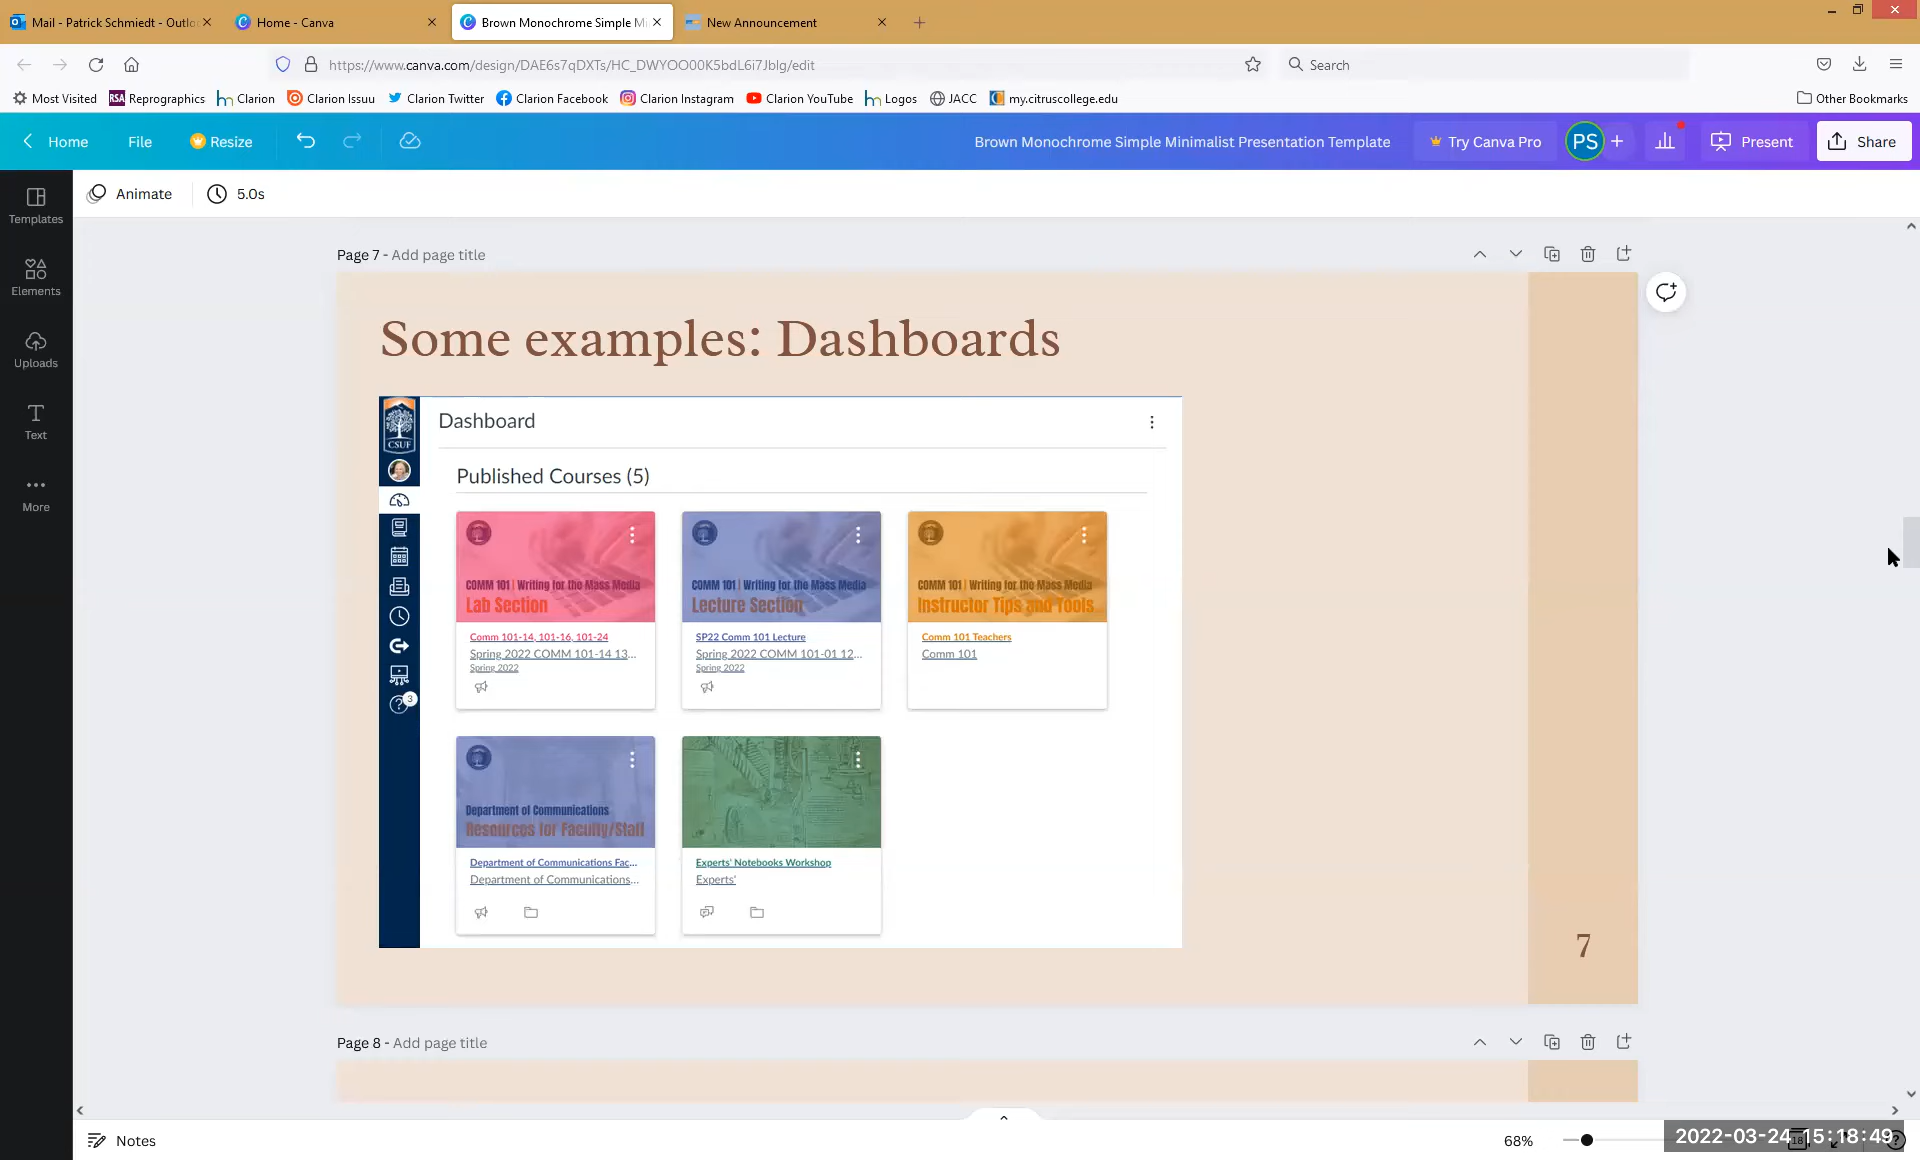 Mail - Patrick Schmiedt - Outlo
Home - Canva
Brown Monochrome Simple M
New Announcement
https://www.canva.com/design/DAE6s7qDXTs/HC_DWYOO00K5bdL6i7Jblg/edit
Search
Most Visited
RSA Reprographics
Clarion
Clarion Issuu
Clarion Twitter
Clarion Facebook
Clarion Instagram
Clarion YouTube
Logos
JACC
my.citruscollege.edu
Other Bookmarks
Home
File
Resize
Brown Monochrome Simple Minimalist Presentation Template
Try Canva Pro
PS
Present
Share
Templates
Elements
Uploads
Text
More
Animate
5.0s
Page 7 - Add page title
Some examples: Dashboards
CSUF
Dashboard
Published Courses (5)
COMM 101 | Writing for the Mass Media
Lab Section
Comm 101-14, 101-16, 101-24
Spring 2022 COMM 101-14 13...
Spring 2022
COMM 101 | Writing for the Mass Media
Lecture Section
SP22 Comm 101 Lecture
Spring 2022 COMM 101-01 12...
Spring 2022
COMM 101 | Writing for the Mass Media
Instructor Tips and Tools
Comm 101 Teachers
Comm 101
3
Department of Communications
Resources for Faculty/Staff
Department of Communications Fac...
Department of Communications...
Experts' Notebooks Workshop
Experts'
7
Page 8 - Add page title
Notes
68%
18
2022-03-24 15:18:49